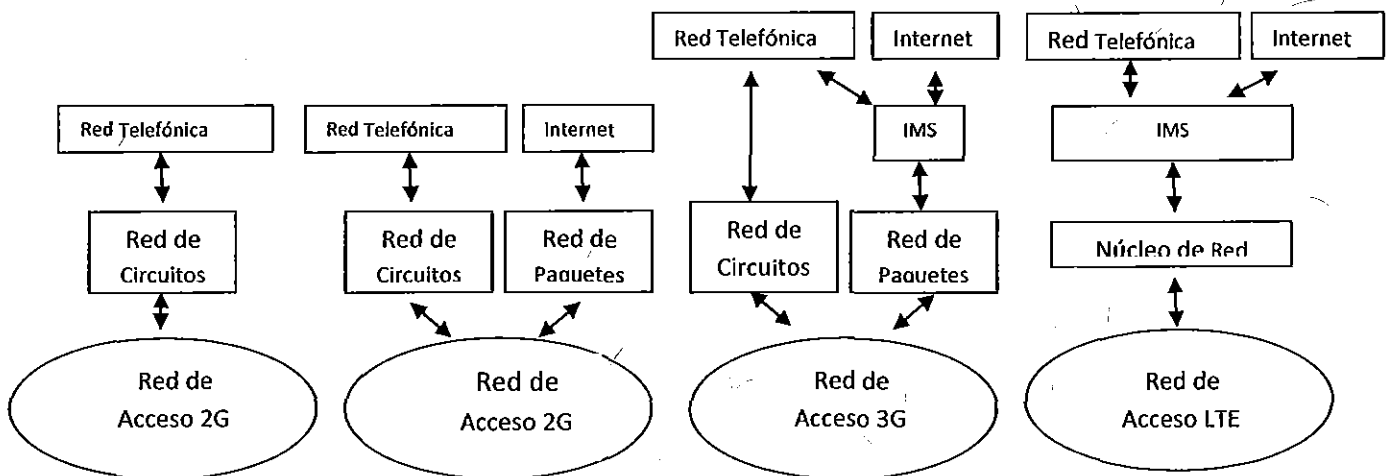 Red Telefónica
Internet
Red Telefónica
Internet
Red Telefónica
Red Telefónica
Internet
IMS
IMS
Red de
Circuitos
Red de
Circuitos
Red de
Paquetes
Red de
Circuitos
Red de
Paquetes
Núcleo de Red
Red de
Acceso 2G
Red de
Acceso 2G
Red de
Acceso 3G
Red de
Acceso LTE